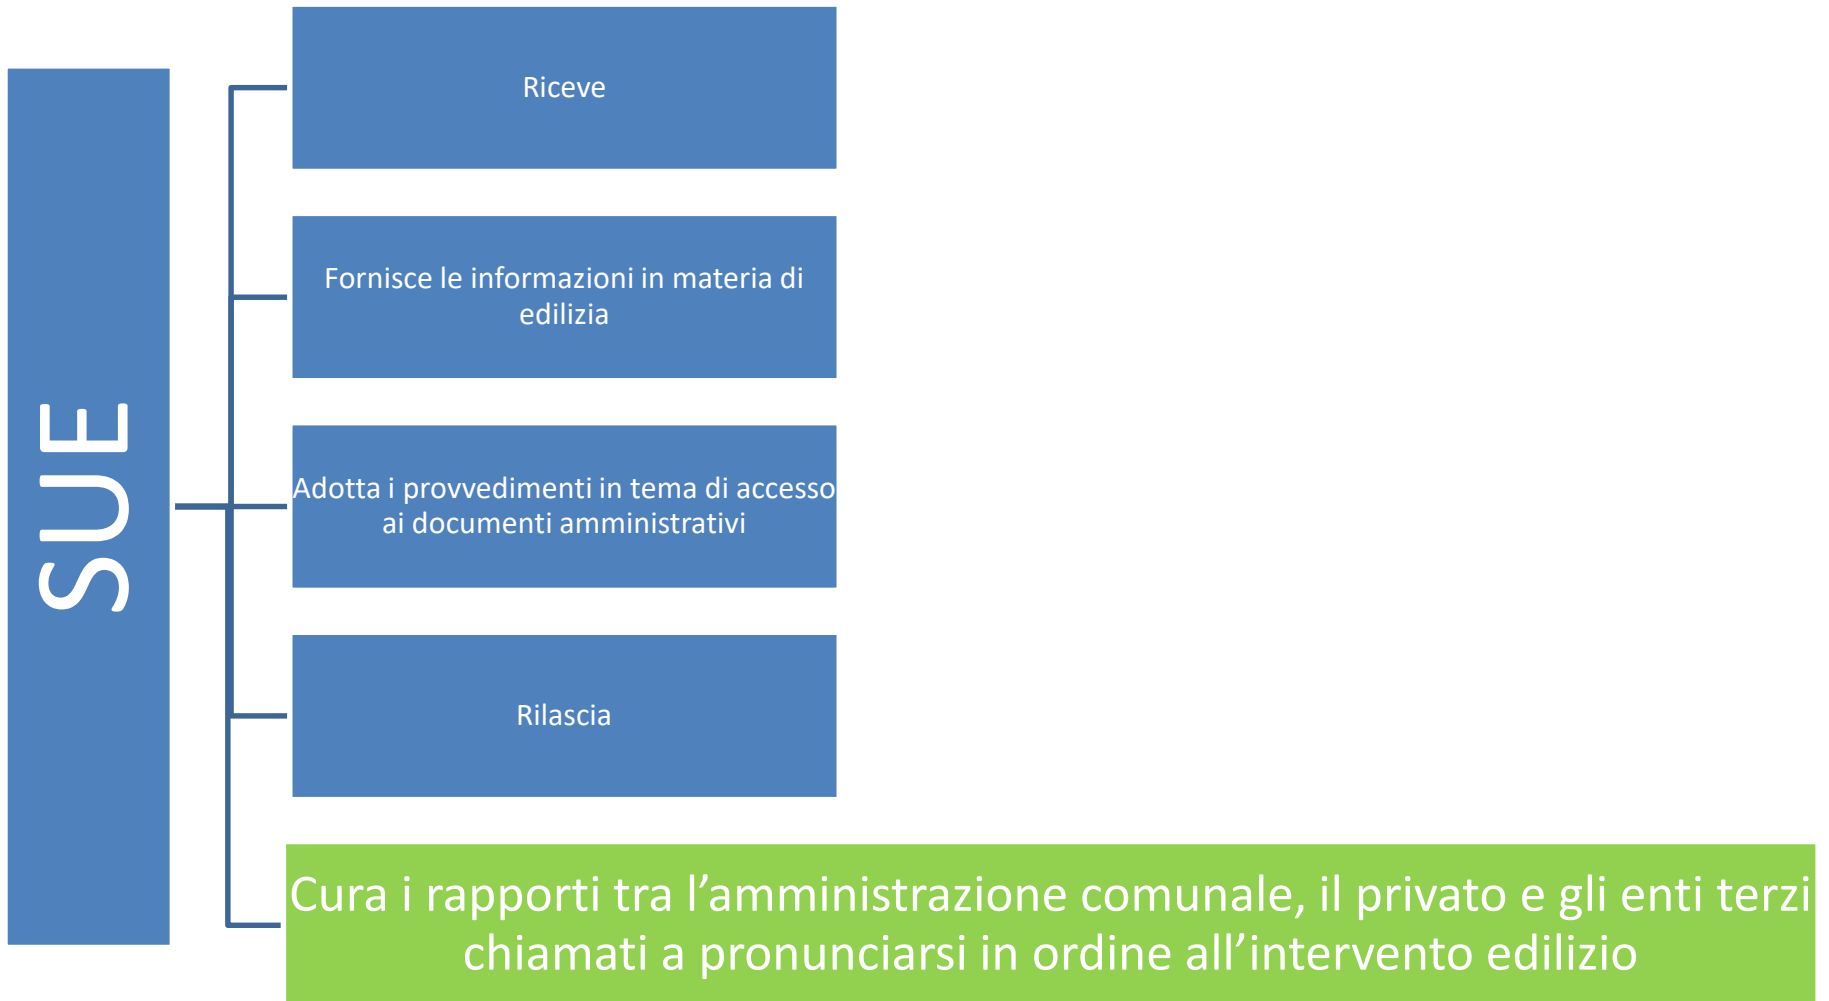 SUE
Riceve
Fornisce le informazioni in materia di
edilizia
Adotta i provvedimenti in tema di accesso
ai documenti amministrativi
Rilascia
Cura i rapporti tra l’amministrazione comunale, il privato e gli enti terzi
chiamati a pronunciarsi in ordine all’intervento edilizio